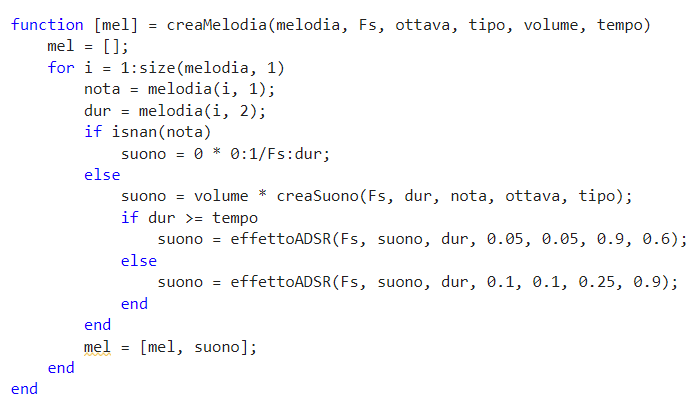 function [mel] = creaMelodia(melodia, Fs, ottava, tipo, volume, tempo)
    mel = [];
    for i = 1:size(melodia, 1)
        nota = melodia(i, 1);
        dur = melodia(i, 2);
        if isnan(nota)
            suono = 0 * 0:1/Fs:dur;
        else
            suono = volume * creaSuono(Fs, dur, nota, ottava, tipo);
            if dur >= tempo
                suono = effettoADSR(Fs, suono, dur, 0.05, 0.05, 0.9, 0.6);
            else
                suono = effettoADSR(Fs, suono, dur, 0.1, 0.1, 0.25, 0.9);
            end
        end
        mel = [mel, suono];
    end
end